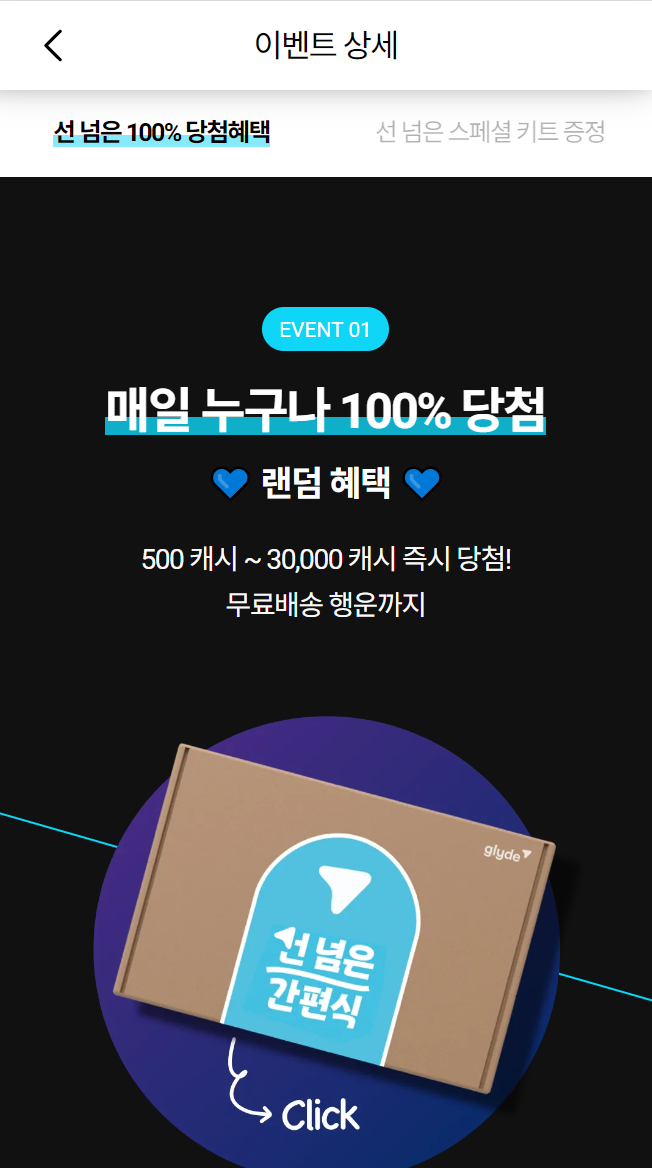 이벤트 상세
선 넘은 100% 당첨혜택
선 넘은 스페셜 키트 증정
EVENT 01
매일 누구나 100% 당첨
랜덤 혜택
500 캐시 ~ 30,000 캐시 즉시 당첨!
무료배송 행운까지
glyde
선 넘은
간편식
Click